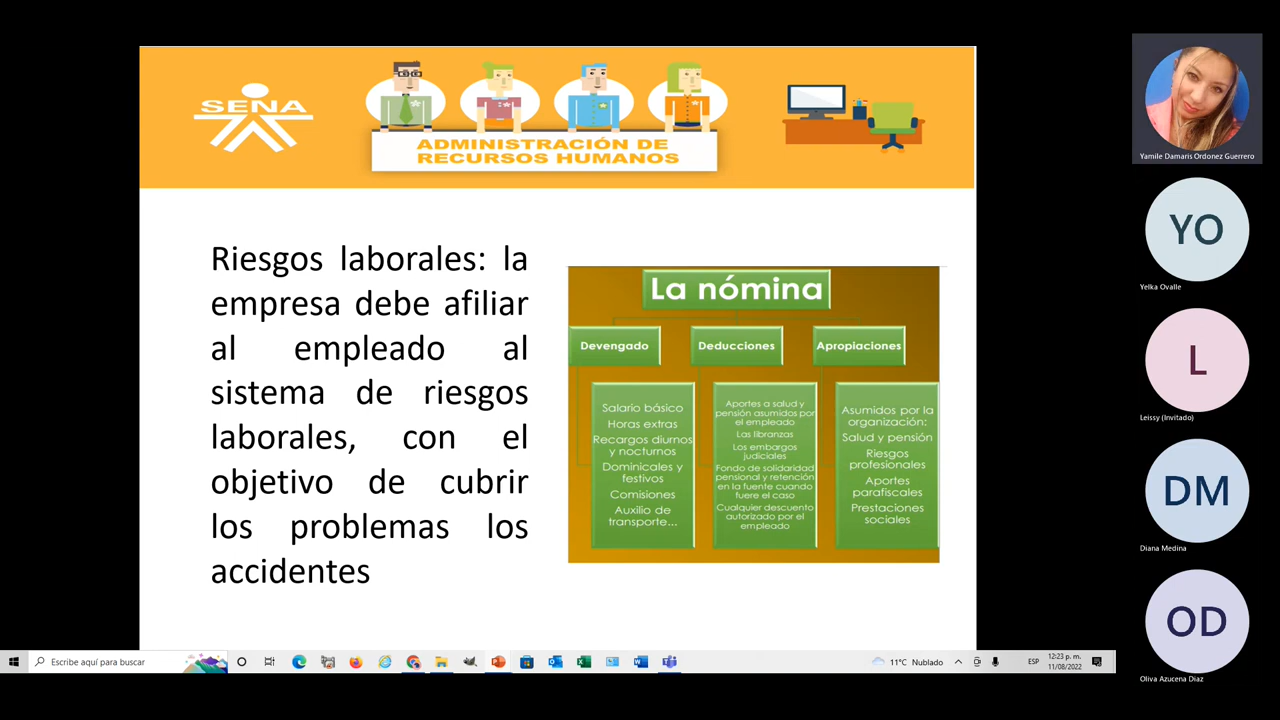 SENA
ADMINISTRACIÓN DE
RECURSOS HUMANOS
Riesgos laborales: la
empresa debe afiliar
al empleado al
sistema de riesgos
laborales, con el
objetivo de cubrir
los problemas los
accidentes
La nómina
Devengado
Salario básico
Horas extras
Recargos diurnos
y nocturnos
Dominicales y
festivos
Comisiones
Auxilio de
transporte...
Deducciones
Aportes a salud y
pensión asumidos por
el empleado
Las libranzas
Los embargos
judiciales
Fondo de solidaridad
pensional y retención
en la fuente cuando
fuere el caso
Cualquier descuento
autorizado por el
empleado
Apropiaciones
Asumidos por la
organización:
Salud y pensión
Riesgos
profesionales
Aportes
parafiscales
Prestaciones
sociales
Yamile Damaris Ordonez Guerrero
YO
Yelka Ovalle
L
Leissy (Invitado)
DM
Diana Medina
OD
Oliva Azucena Diaz
Escribe aquí para buscar
11°C Nublado
ESP
12:23 p. m.
11/08/2022